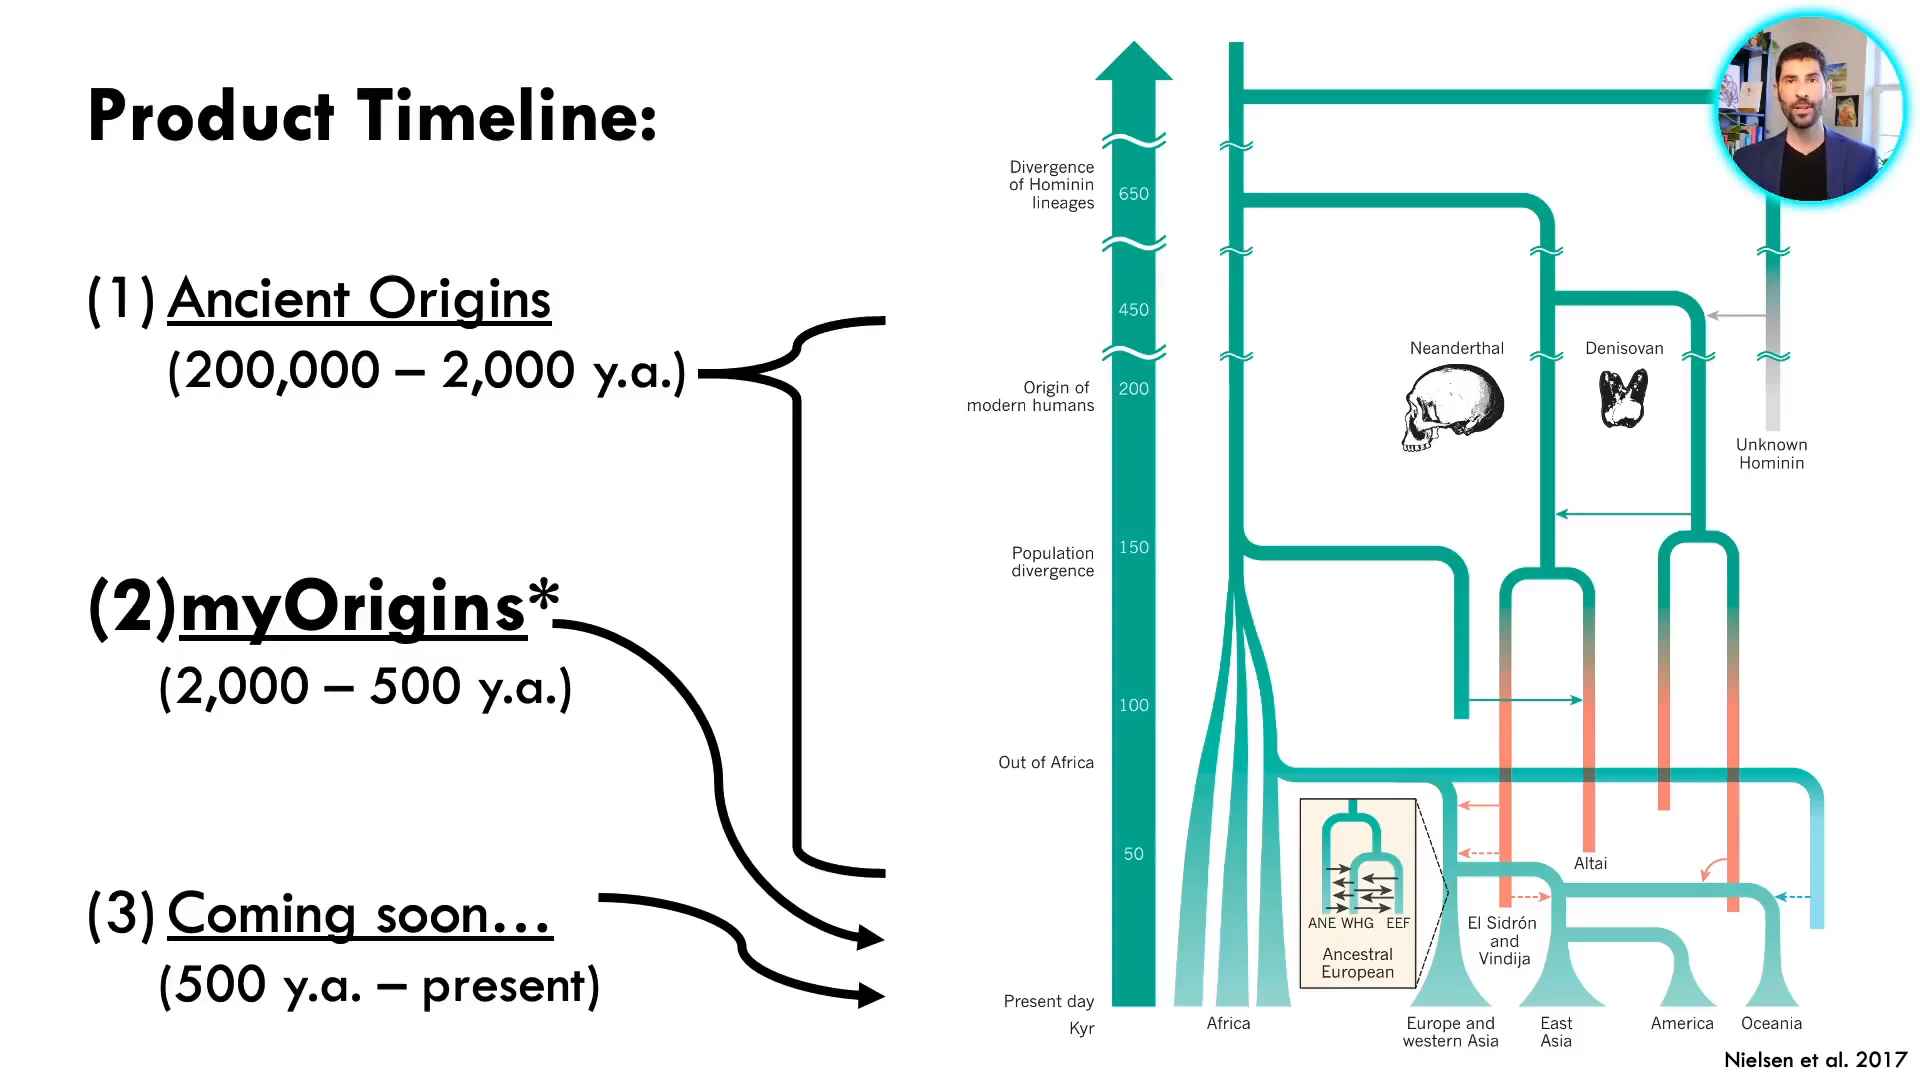 Product Timeline:
(1) Ancient Origins
(200,000 – 2,000 y.a.)
(2)myOrigins*
(2,000 – 500 y.a.)
(3) Coming soon...
(500 y.a. – present)
Divergence
of Hominin
lineages
650
450
Origin of
modern humans
200
Population
divergence
150
100
Out of Africa
50
Present day
Kyr
Neanderthal
Denisovan
Unknown
Hominin
Altai
ANE WHG EEF
Ancestral
European
El Sidrón
and
Vindija
Africa
Europe and
western Asia
East
Asia
America
Oceania
Nielsen et al. 2017